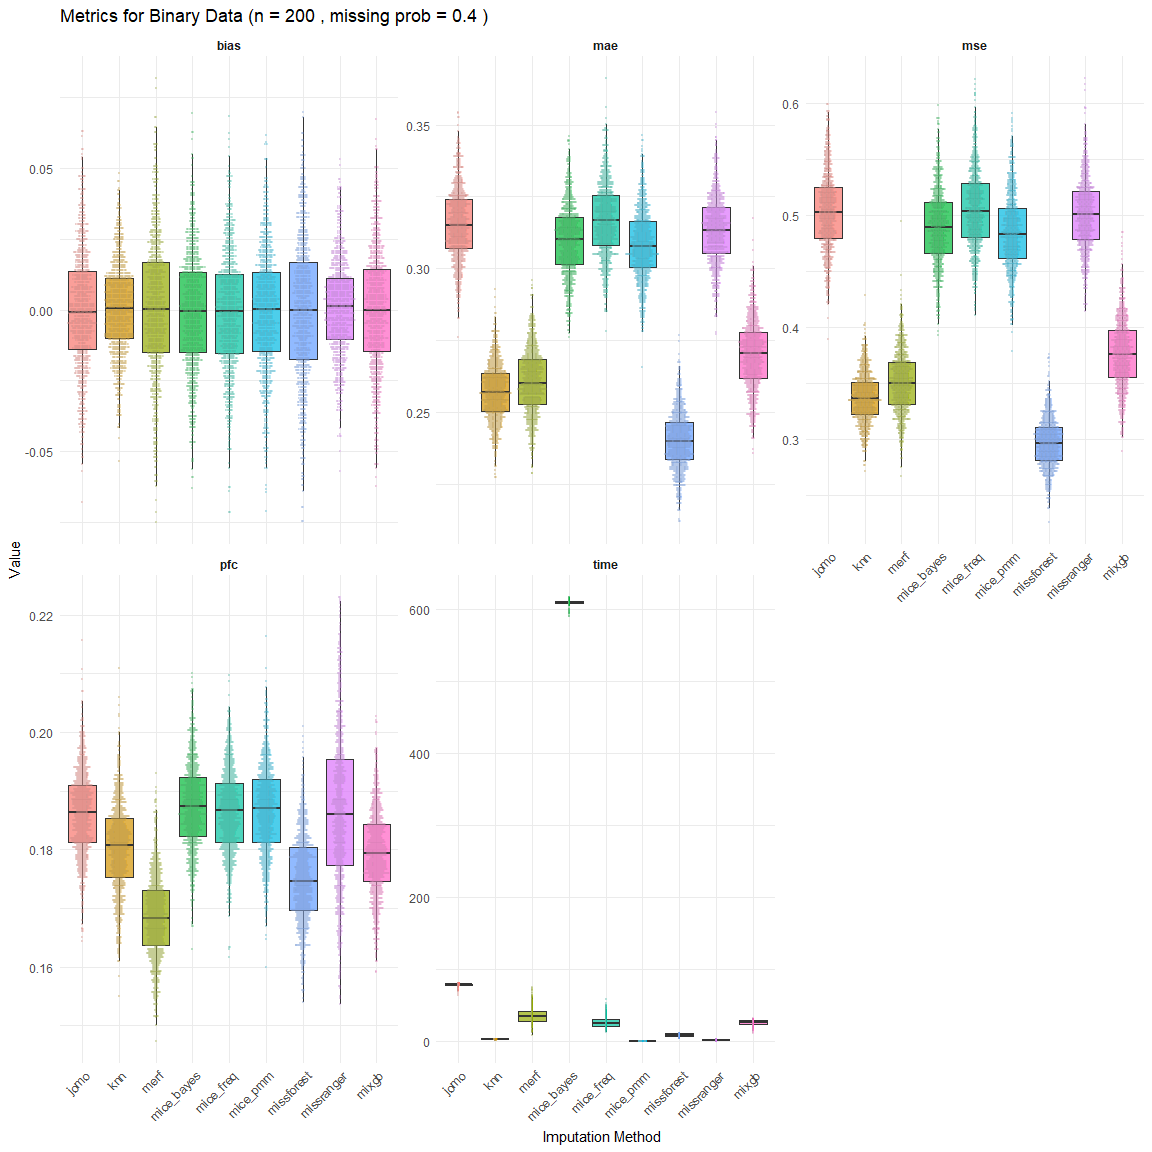 Metrics for Binary Data (n = 200 , missing prob = 0.4 )
bias
mae
mse
0.05
0.00
-0.05
0.35
0.30
0.25
0.6
0.5
0.4
0.3
jomo
knn
merf
mice_bayes
mice_freq
mice_pmm
missforest
missranger
mixgb
Value
pfc
time
0.22
0.20
0.18
0.16
600
400
200
0
jomo
knn
merf
mice_bayes
mice_freq
mice_pmm
missforest
missranger
mixgb
jomo
knn
merf
mice_bayes
mice_freq
mice_pmm
missforest
missranger
mixgb
Imputation Method